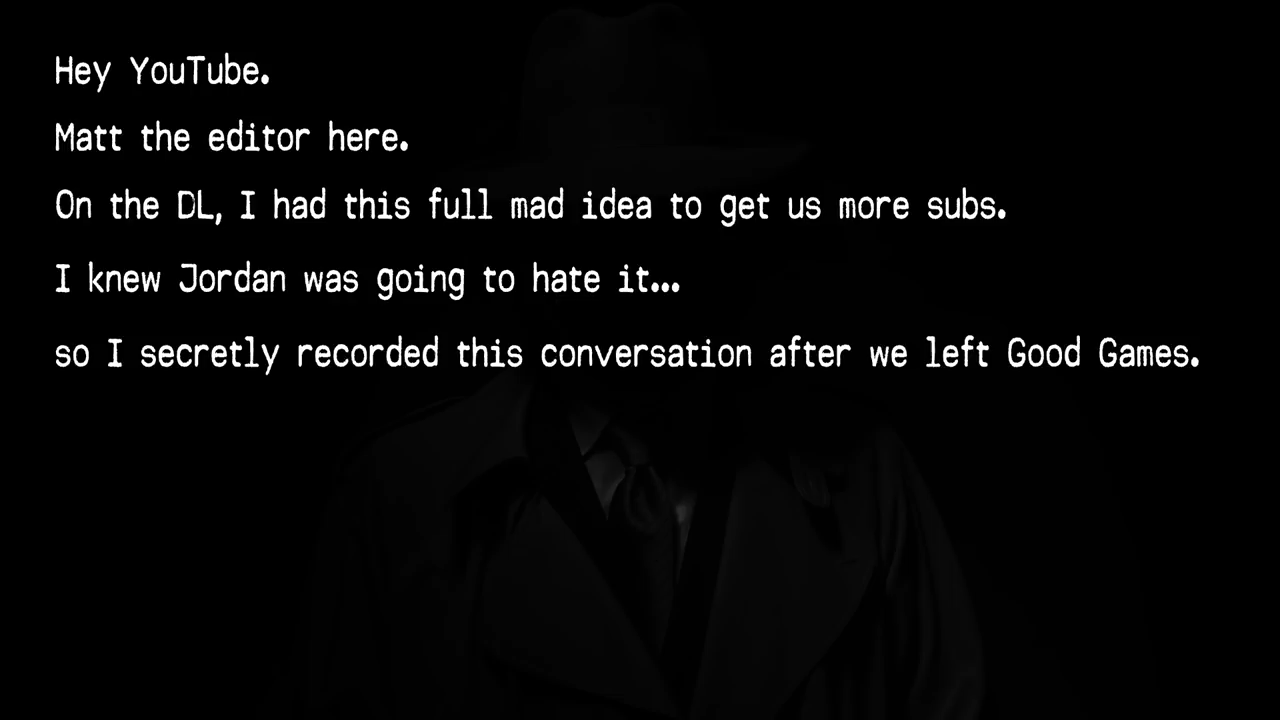 Hey YouTube.
Matt the editor here.
On the DL, I had this full mad idea to get us more subs.
I knew Jordan was going to hate it...
so I secretly recorded this conversation after we left Good Games.